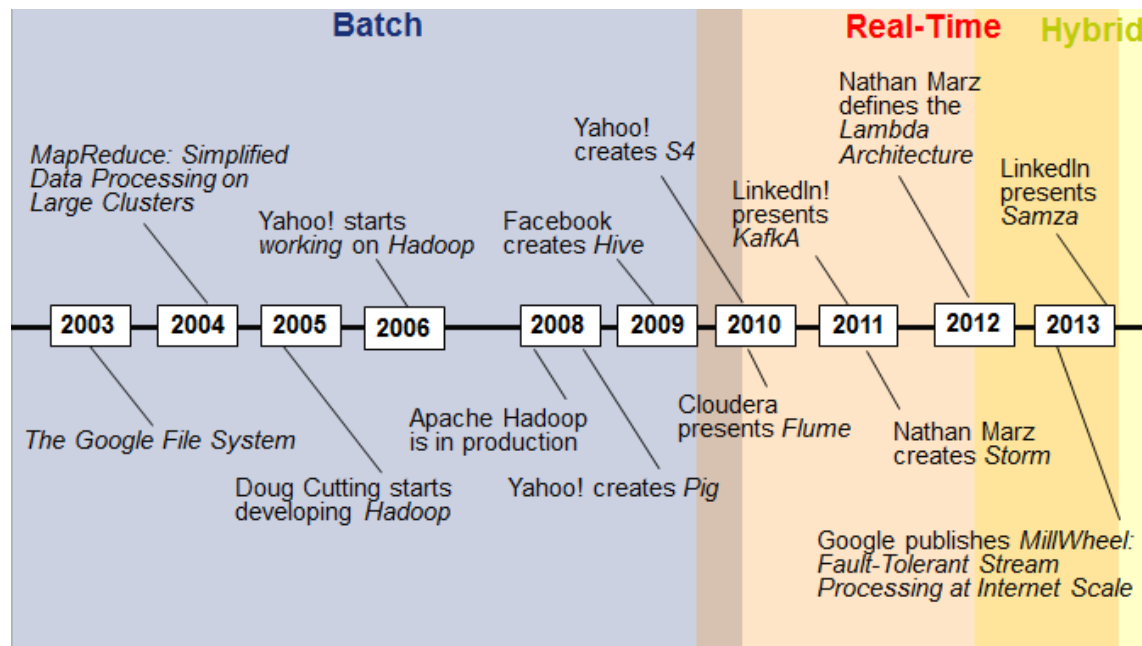 Batch
Real-Time
Hybrid
MapReduce: Simplified
Data Processing on
Large Clusters
Yahoo! starts
working on Hadoop
Facebook
creates Hive
Yahoo!
creates S4
LinkedIn!
presents
KafkA
Nathan Marz
defines the
Lambda
Architecture
LinkedIn
presents
Samza
2003
2004
2005
2006
2008
2009
2010
2011
2012
2013
The Google File System
Doug Cutting starts
developing Hadoop
Apache Hadoop
is in production
Yahoo! creates Pig
Cloudera
presents Flume
Nathan Marz
creates Storm
Google publishes MillWheel:
Fault-Tolerant Stream
Processing at Internet Scale